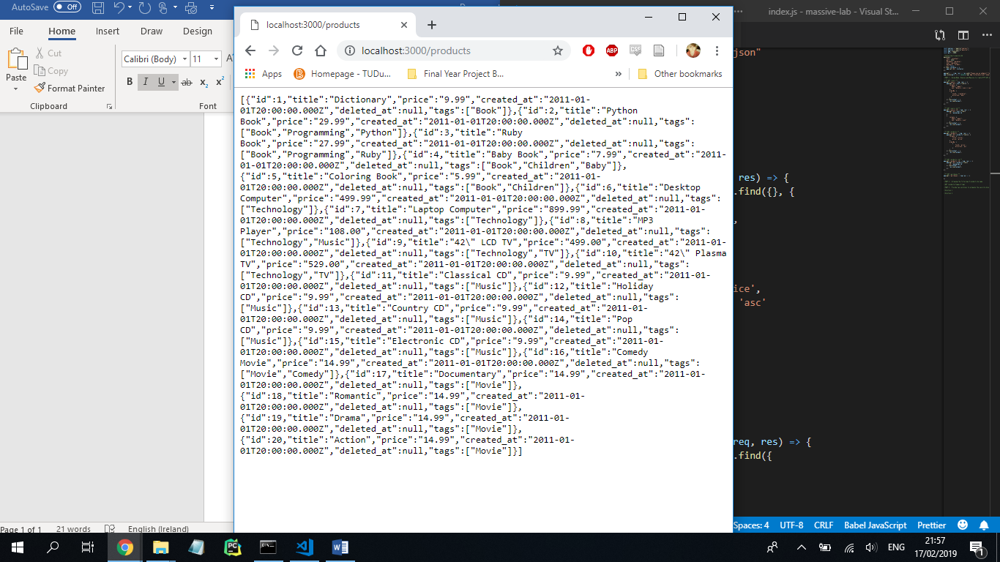 AutoSave Off
File Home Insert Draw Design
Cut
Copy
Format Painter
Paste
Clipboard
Calibri (Body) 11
B I U ab x₂ x²
Font
Page 1 of 1 21 words English (Ireland)
localhost:3000/products
localhost:3000/products
ABP
CSS
Apps Homepage - TUDu... Final Year Project B... » Other bookmarks
[{"id":1,"title":"Dictionary","price":"9.99","created_at":"2011-01-
01T20:00:00.000Z","deleted_at":null,"tags":["Book"]},{"id":2,"title":"Python
Book","price":"29.99","created_at":"2011-01-01T20:00:00.000Z","deleted_at":null,"tags":
["Book","Programming","Python"]},{"id":3,"title":"Ruby
Book","price":"27.99","created_at":"2011-01-01T20:00:00.000Z","deleted_at":null,"tags":
["Book","Programming","Ruby"]},{"id":4,"title":"Baby Book","price":"7.99","created_at":"2011-
01-01T20:00:00.000Z","deleted_at":null,"tags":["Book","Children","Baby"]},
{"id":5,"title":"Coloring Book","price":"5.99","created_at":"2011-01-
01T20:00:00.000Z","deleted_at":null,"tags":["Book","Children"]},{"id":6,"title":"Desktop
Computer","price":"499.99","created_at":"2011-01-01T20:00:00.000Z","deleted_at":null,"tags":
["Technology"]},{"id":7,"title":"Laptop Computer","price":"899.99","created_at":"2011-01-
01T20:00:00.000Z","deleted_at":null,"tags":["Technology"]},{"id":8,"title":"MP3
Player","price":"108.00","created_at":"2011-01-01T20:00:00.000Z","deleted_at":null,"tags":
["Technology","Music"]},{"id":9,"title":"42\" LCD TV","price":"499.00","created_at":"2011-01-
01T20:00:00.000Z","deleted_at":null,"tags":["Technology","TV"]},{"id":10,"title":"42\" Plasma
TV","price":"529.00","created_at":"2011-01-01T20:00:00.000Z","deleted_at":null,"tags":
["Technology","TV"]},{"id":11,"title":"Classical CD","price":"9.99","created_at":"2011-01-
01T20:00:00.000Z","deleted_at":null,"tags":["Music"]},{"id":12,"title":"Holiday
CD","price":"9.99","created_at":"2011-01-01T20:00:00.000Z","deleted_at":null,"tags":
["Music"]},{"id":13,"title":"Country CD","price":"9.99","created_at":"2011-01-
01T20:00:00.000Z","deleted_at":null,"tags":["Music"]},{"id":14,"title":"Pop
CD","price":"9.99","created_at":"2011-01-01T20:00:00.000Z","deleted_at":null,"tags":
["Music"]},{"id":15,"title":"Electronic CD","price":"9.99","created_at":"2011-01-
01T20:00:00.000Z","deleted_at":null,"tags":["Music"]},{"id":16,"title":"Comedy
Movie","price":"14.99","created_at":"2011-01-01T20:00:00.000Z","deleted_at":null,"tags":
["Movie","Comedy"]},{"id":17,"title":"Documentary","price":"14.99","created_at":"2011-01-
01T20:00:00.000Z","deleted_at":null,"tags":["Movie"]},
{"id":18,"title":"Romantic","price":"14.99","created_at":"2011-01-
01T20:00:00.000Z","deleted_at":null,"tags":["Movie"]},
{"id":19,"title":"Drama","price":"14.99","created_at":"2011-01-
01T20:00:00.000Z","deleted_at":null,"tags":["Movie"]},
{"id":20,"title":"Action","price":"14.99","created_at":"2011-01-
01T20:00:00.000Z","deleted_at":null,"tags":["Movie"]}]
index.js - massive-lab - Visual St...
json"
, res) => {
.find({}, {
,
ice',
'asc'
req, res) => {
.find({
Spaces: 4 UTF-8 CRLF Babel JavaScript Prettier
PC
ENG
21:57
17/02/2019
1